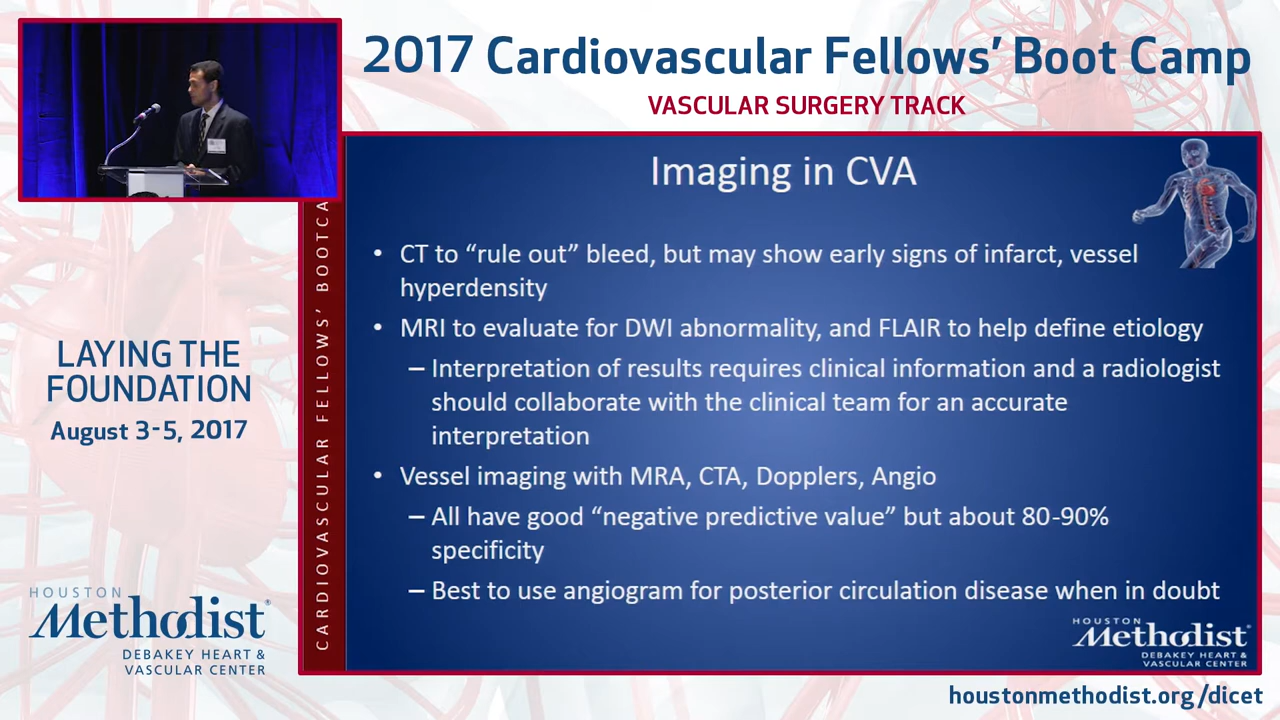 2017 Cardiovascular Fellows’ Boot Camp
VASCULAR SURGERY TRACK
LAYING THE
FOUNDATION
August 3-5, 2017
HOUSTON
Methodist®
DEBAKEY HEART &
VASCULAR CENTER
CARDIOVASCULAR FELLOWS’ BOOTCA
Imaging in CVA
• CT to “rule out” bleed, but may show early signs of infarct, vessel
hyperdensity
• MRI to evaluate for DWI abnormality, and FLAIR to help define etiology
– Interpretation of results requires clinical information and a radiologist
should collaborate with the clinical team for an accurate
interpretation
• Vessel imaging with MRA, CTA, Dopplers, Angio
– All have good “negative predictive value” but about 80-90%
specificity
– Best to use angiogram for posterior circulation disease when in doubt
HOUSTON
Methodist®
DEBAKEY HEART &
VASCULAR CENTER
houstonmethodist.org/dicet